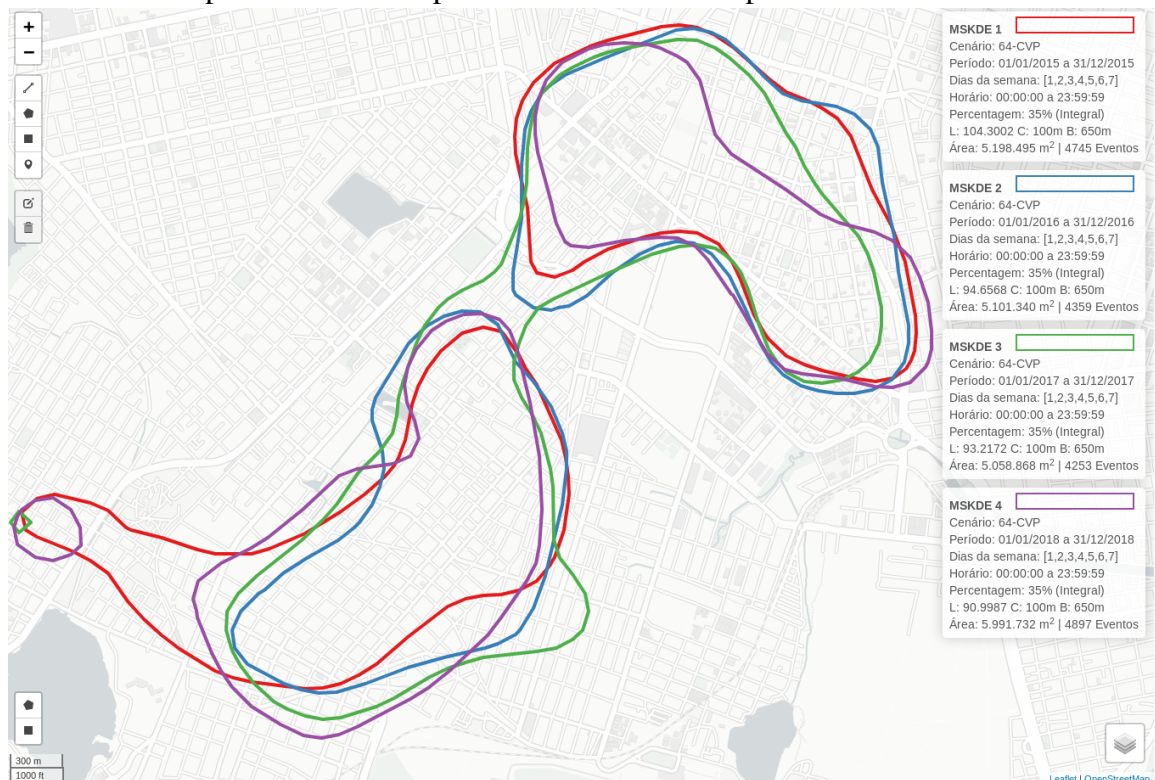 +
−
MSKDE 1
Cenário: 64-CVP
Período: 01/01/2015 a 31/12/2015
Dias da semana: [1,2,3,4,5,6,7]
Horário: 00:00:00 a 23:59:59
Percentagem: 35% (Integral)
L: 104.3002 C: 100m B: 650m
Área: 5.198.495 m² | 4745 Eventos
MSKDE 2
Cenário: 64-CVP
Período: 01/01/2016 a 31/12/2016
Dias da semana: [1,2,3,4,5,6,7]
Horário: 00:00:00 a 23:59:59
Percentagem: 35% (Integral)
L: 94.6568 C: 100m B: 650m
Área: 5.101.340 m² | 4359 Eventos
MSKDE 3
Cenário: 64-CVP
Período: 01/01/2017 a 31/12/2017
Dias da semana: [1,2,3,4,5,6,7]
Horário: 00:00:00 a 23:59:59
Percentagem: 35% (Integral)
L: 93.2172 C: 100m B: 650m
Área: 5.058.868 m² | 4253 Eventos
MSKDE 4
Cenário: 64-CVP
Período: 01/01/2018 a 31/12/2018
Dias da semana: [1,2,3,4,5,6,7]
Horário: 00:00:00 a 23:59:59
Percentagem: 35% (Integral)
L: 90.9987 C: 100m B: 650m
Área: 5.991.732 m² | 4897 Eventos
300 m
1000 ft
Leaflet | OpenStreetMap